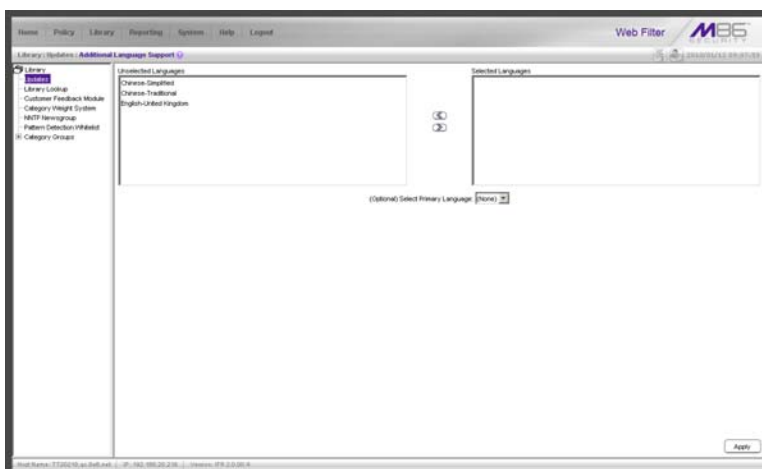 Home Policy Library Reporting System Help Logout
Web Filter
M86
SECURITY
Library : Updates : Additional Language Support
Library
Updates
Library Lookup
Customer Feedback Module
Category Weight System
NNTP Newsgroup
Pattern Detection Whitelist
Category Groups
Unselected Languages
Chinese-Simplified
Chinese-Traditional
English-United Kingdom
Selected Languages
(Optional) Select Primary Language: (None)
Apply